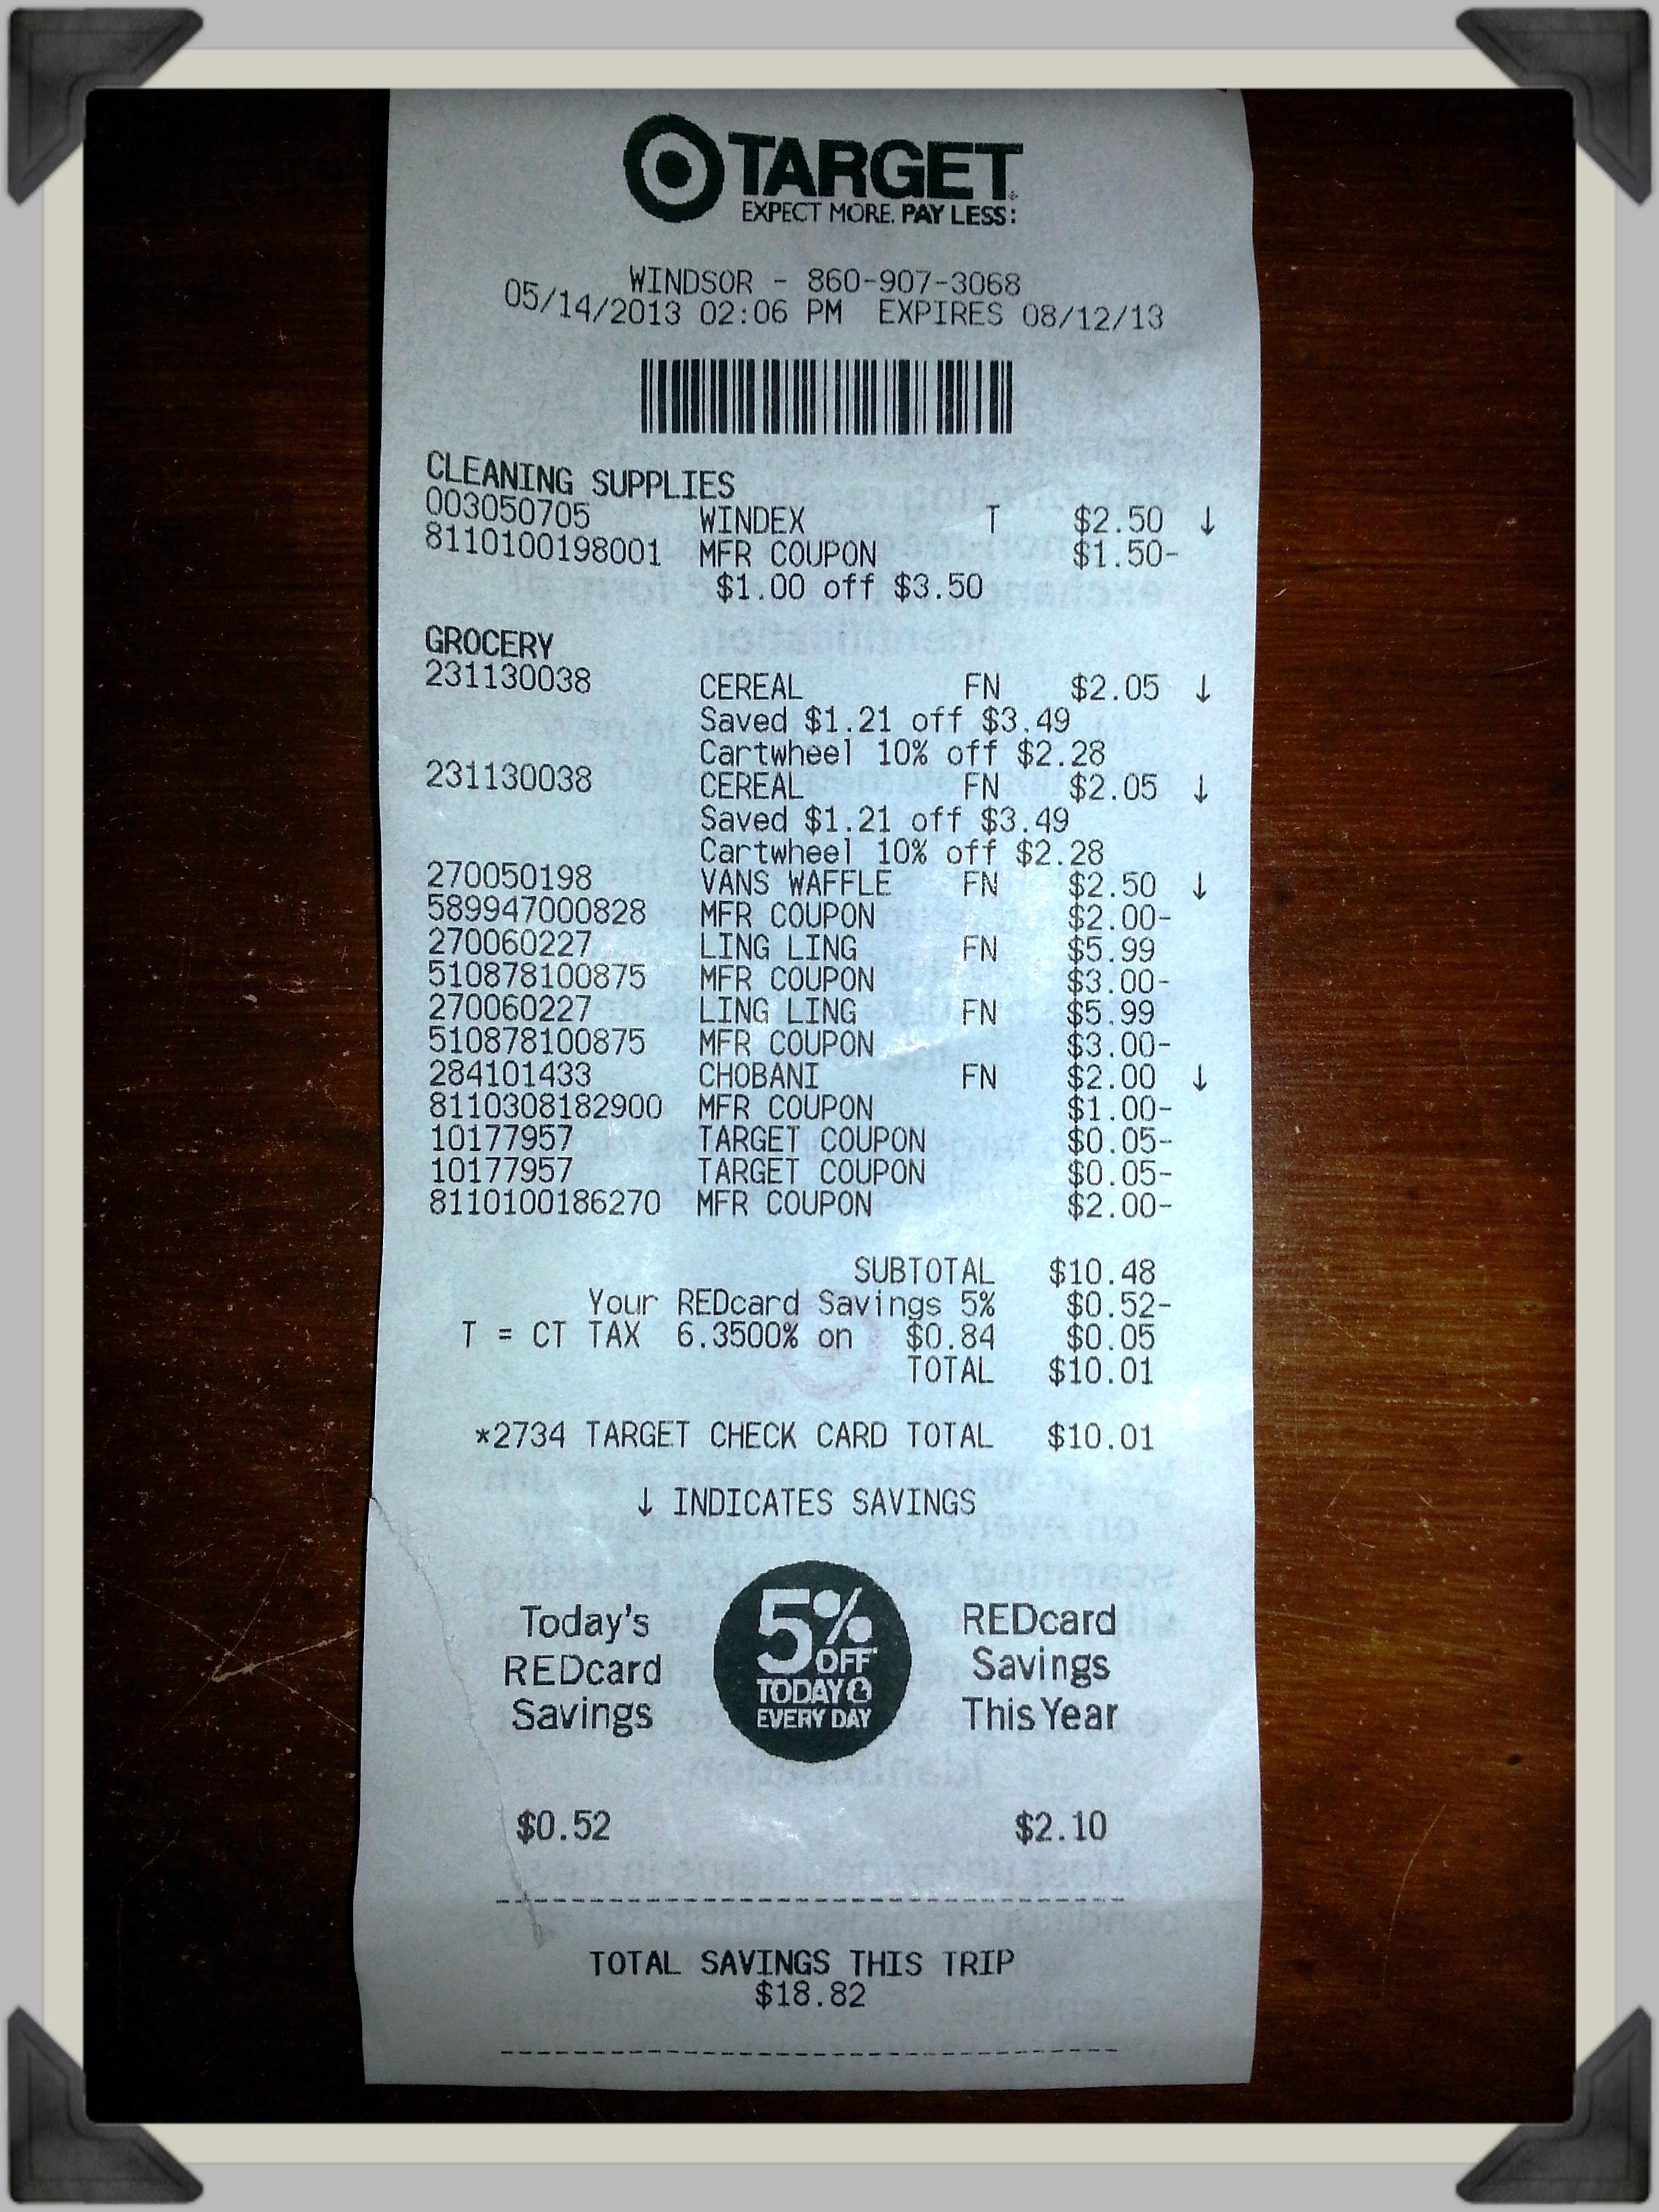 TARGET
EXPECT MORE. PAY LESS.
WINDSOR - 860-907-3068
05/14/2013 02:06 PM EXPIRES 08/12/13
CLEANING SUPPLIES
003050705 WINDEX T $2.50 ↓
8110100198001 MFR COUPON $1.50-
$1.00 off $3.50
GROCERY
231130038 CEREAL FN $2.05 ↓
Saved $1.21 off $3.49
Cartwheel 10% off $2.28
231130038 CEREAL FN $2.05 ↓
Saved $1.21 off $3.49
Cartwheel 10% off $2.28
270050198 VANS WAFFLE FN $2.50 ↓
589947000828 MFR COUPON $2.00-
270060227 LING LING FN $5.99
510878100875 MFR COUPON $3.00-
270060227 LING LING FN $5.99
510878100875 MFR COUPON $3.00-
284101433 CHOBANI FN $2.00 ↓
8110308182900 MFR COUPON $1.00-
10177957 TARGET COUPON $0.05-
10177957 TARGET COUPON $0.05-
8110100186270 MFR COUPON $2.00-
SUBTOTAL $10.48
Your REDcard Savings 5% $0.52-
T = CT TAX 6.3500% on $0.84 $0.05
TOTAL $10.01
*2734 TARGET CHECK CARD TOTAL $10.01
↓ INDICATES SAVINGS
Today's REDcard Savings
5% OFF TODAY & EVERY DAY
REDcard Savings This Year
$0.52 $2.10
TOTAL SAVINGS THIS TRIP
$18.82